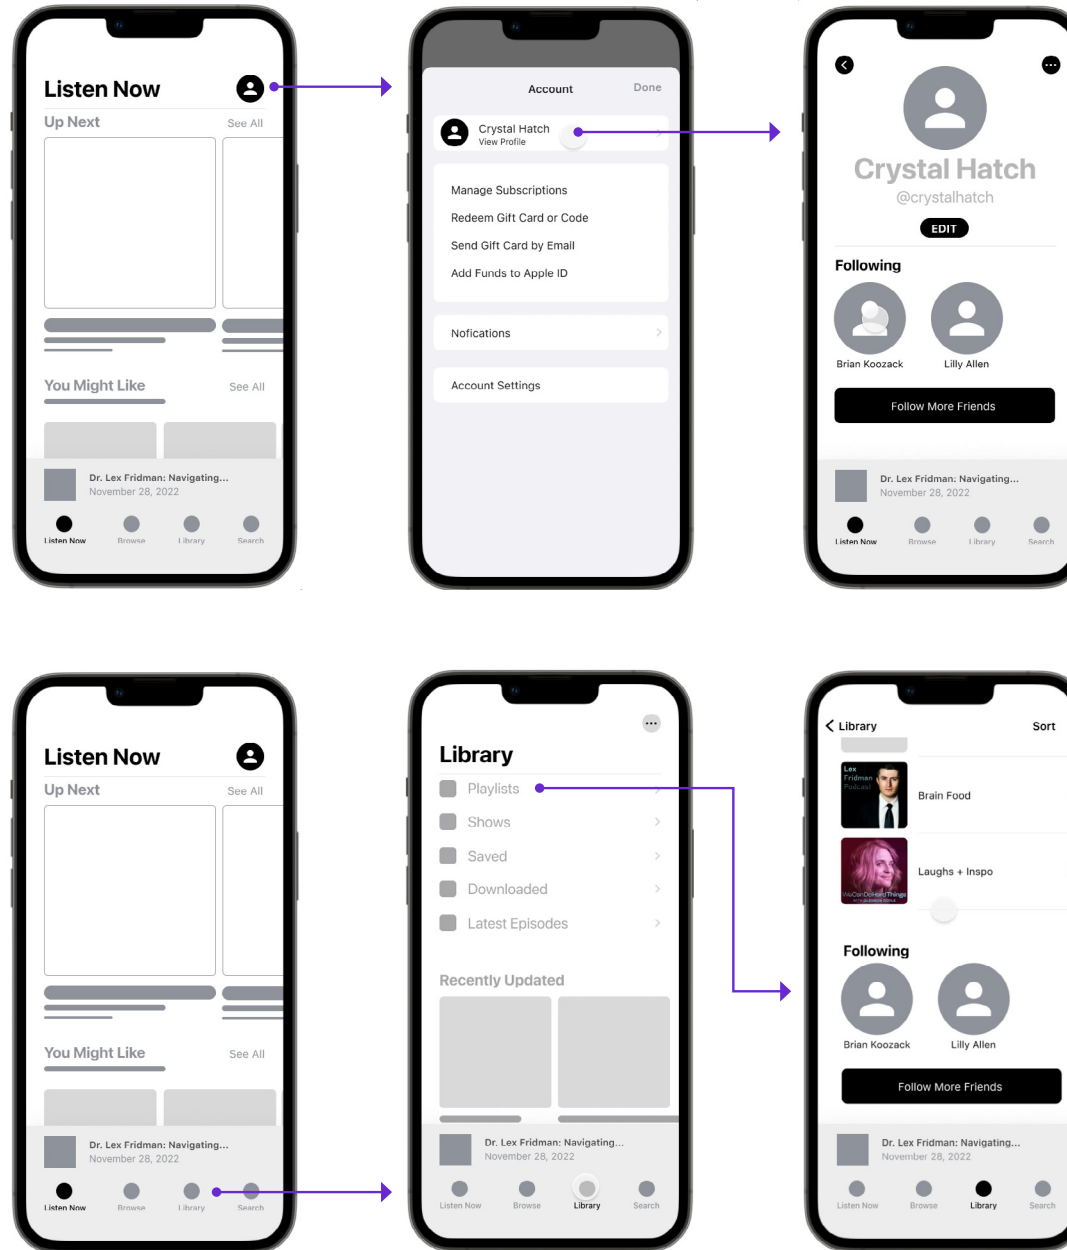 Listen Now
Up Next
See All
You Might Like
See All
Dr. Lex Fridman: Navigating...
November 28, 2022
Listen Now
Browse
Library
Search
Account
Done
Crystal Hatch
View Profile
Manage Subscriptions
Redeem Gift Card or Code
Send Gift Card by Email
Add Funds to Apple ID
Nofications
Account Settings
Crystal Hatch
@crystalhatch
EDIT
Following
Brian Koozack
Lilly Allen
Follow More Friends
Dr. Lex Fridman: Navigating...
November 28, 2022
Listen Now
Browse
Library
Search
Listen Now
Up Next
See All
You Might Like
See All
Dr. Lex Fridman: Navigating...
November 28, 2022
Listen Now
Browse
Library
Search
Library
Playlists
Shows
Saved
Downloaded
Latest Episodes
Recently Updated
Dr. Lex Fridman: Navigating...
November 28, 2022
Listen Now
Browse
Library
Search
Library
Sort
Lex
Fridman
Podcast
Brain Food
WeCanDoHardThings
Laughs + Inspo
Following
Brian Koozack
Lilly Allen
Follow More Friends
Dr. Lex Fridman: Navigating...
November 28, 2022
Listen Now
Browse
Library
Search